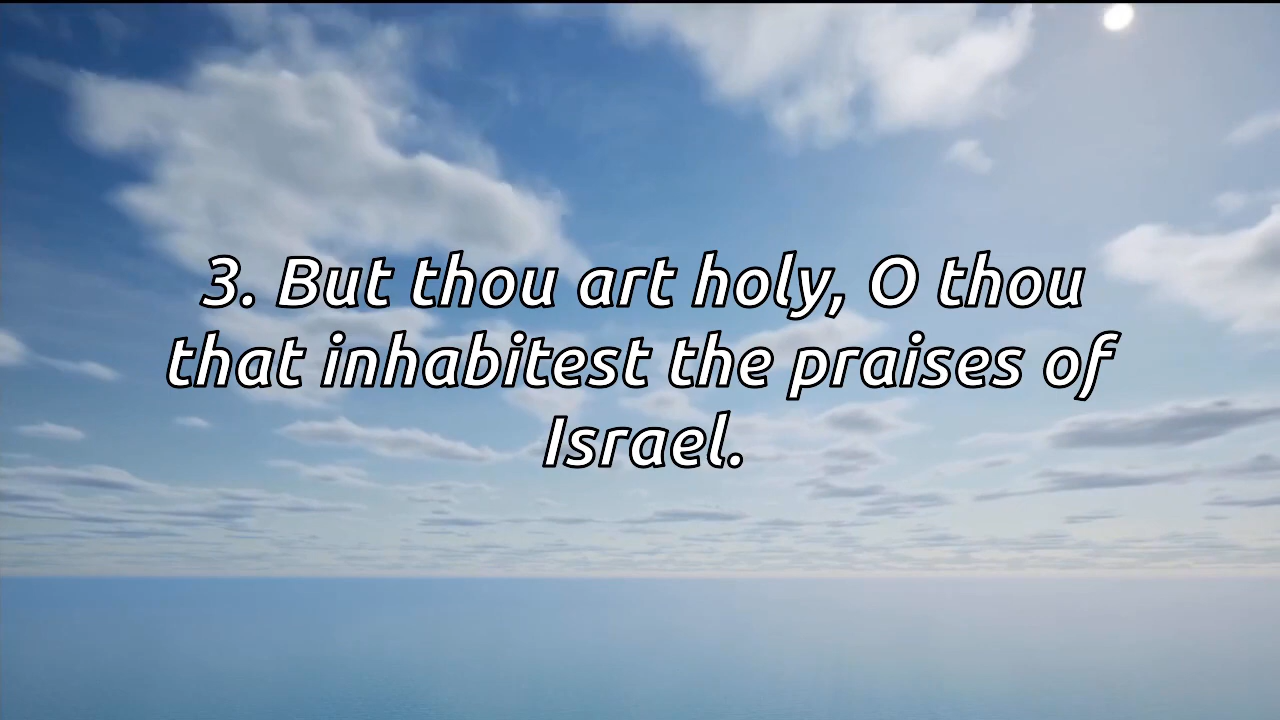 3. But thou art holy, O thou
that inhabitest the praises of
Israel.